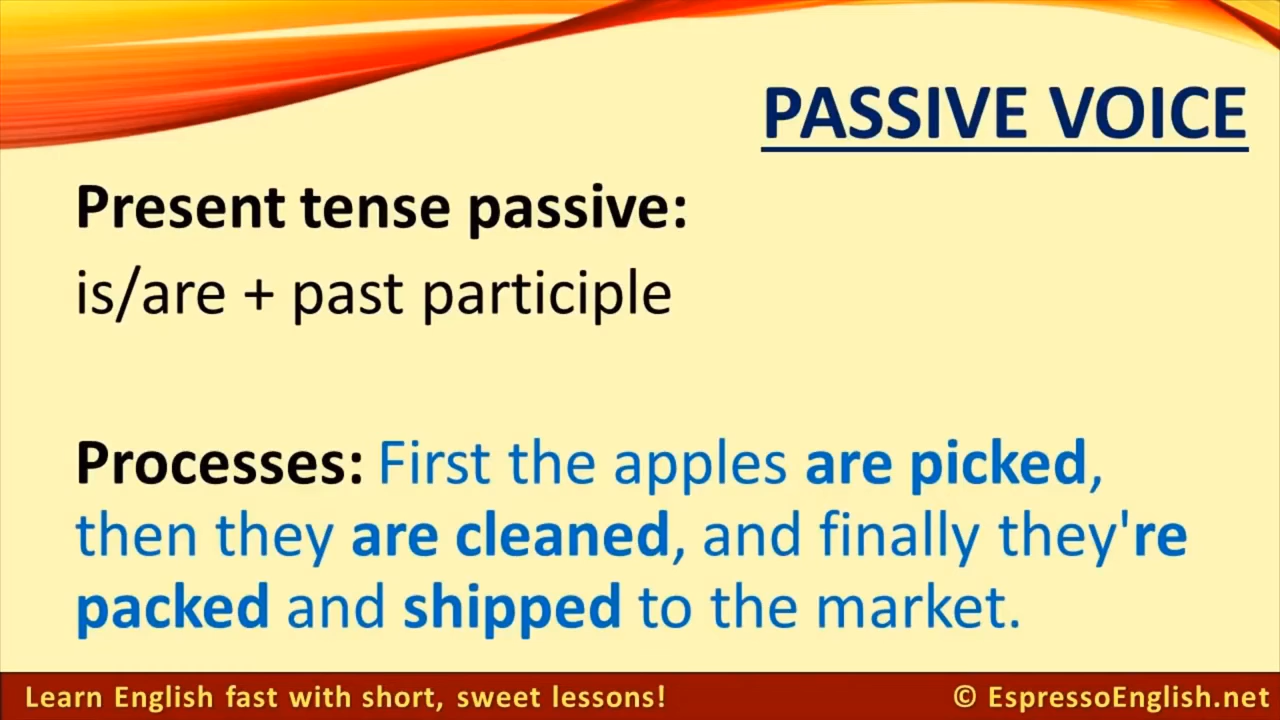 PASSIVE VOICE
Present tense passive:
is/are + past participle
Processes: First the apples are picked,
then they are cleaned, and finally they're
packed and shipped to the market.
Learn English fast with short, sweet lessons!
© EspressoEnglish.net